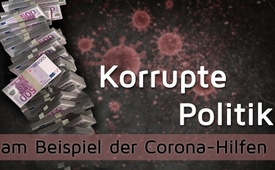 Korrupte
Politik
am Beispiel der Corona-Hilfen